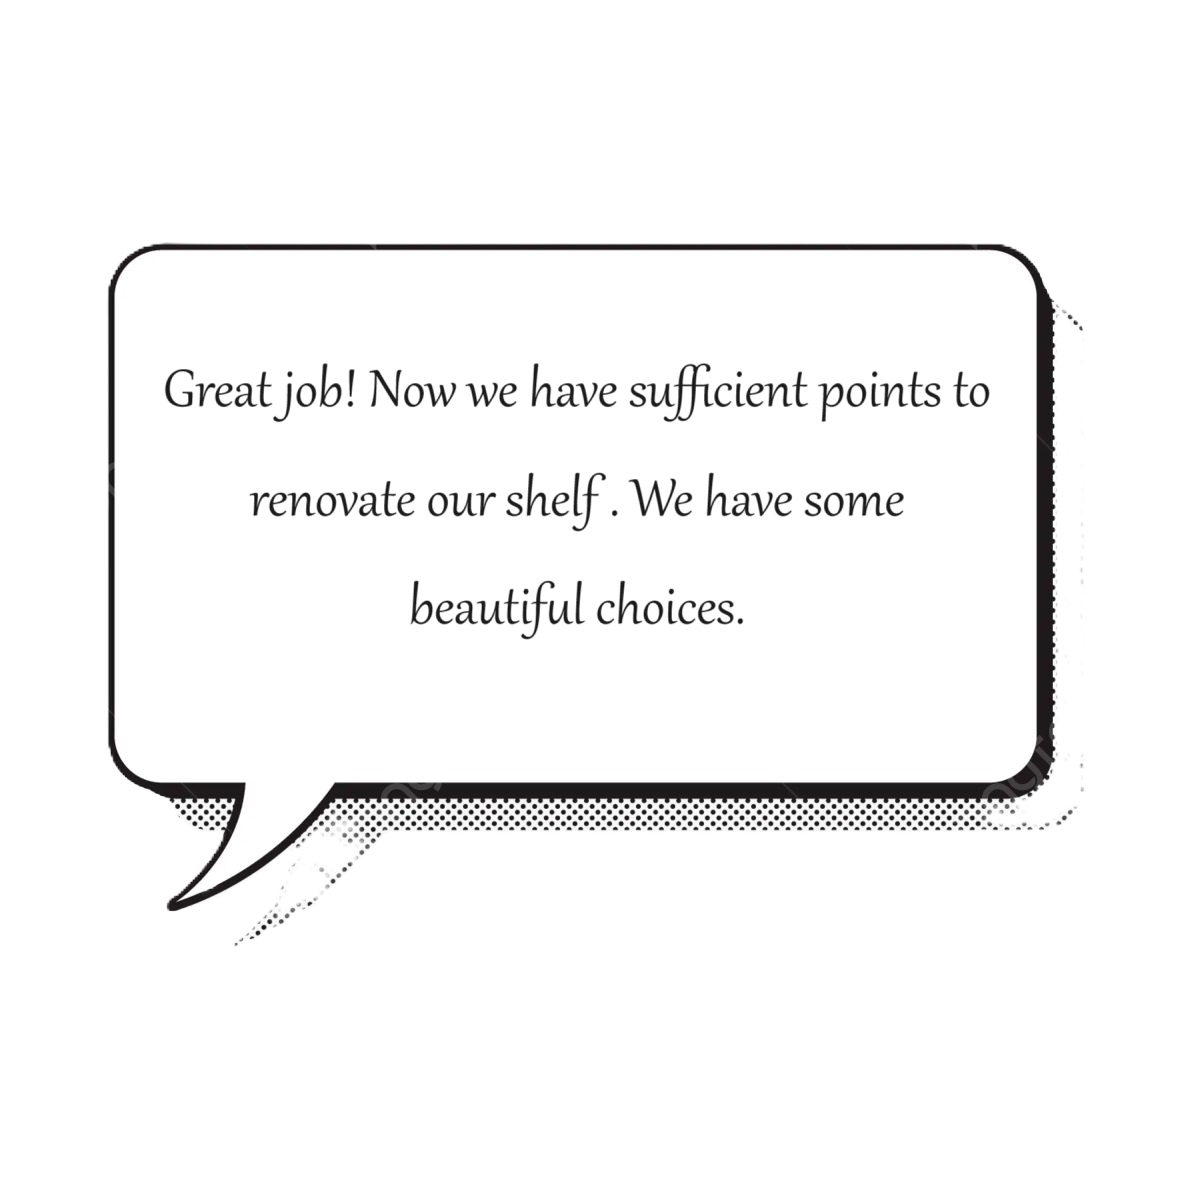 Great job! Now we have sufficient points to
renovate our shelf . We have some
beautiful choices.